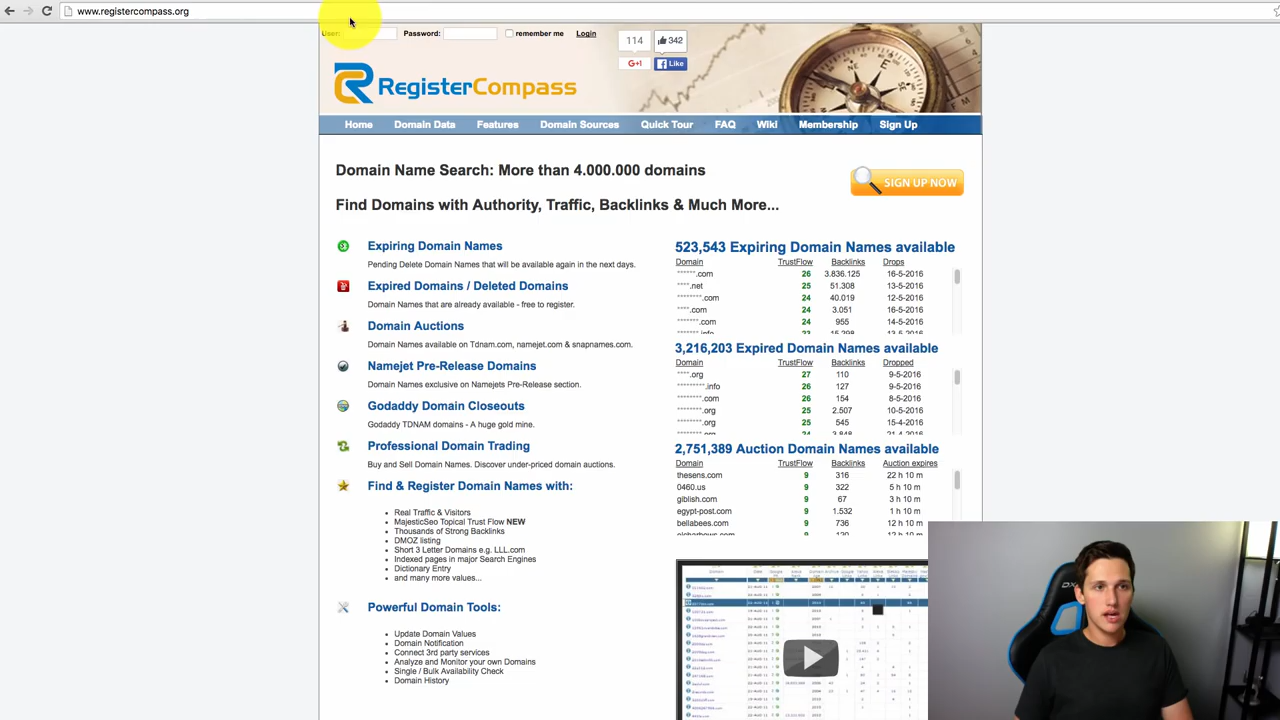 www.registercompass.org
User:
Password:
remember me
Login
114
342
G+1
Like
RegisterCompass
Home
Domain Data
Features
Domain Sources
Quick Tour
FAQ
Wiki
Membership
Sign Up
Domain Name Search: More than 4.000.000 domains
SIGN UP NOW
Find Domains with Authority, Traffic, Backlinks & Much More...
Expiring Domain Names
Pending Delete Domain Names that will be available again in the next days.
Expired Domains / Deleted Domains
Domain Names that are already available - free to register.
Domain Auctions
Domain Names available on Tdnam.com, namejet.com & snapnames.com.
Namejet Pre-Release Domains
Domain Names exclusive on Namejets Pre-Release section.
Godaddy Domain Closeouts
Godaddy TDNAM domains - A huge gold mine.
Professional Domain Trading
Buy and Sell Domain Names. Discover under-priced domain auctions.
Find & Register Domain Names with:
Real Traffic & Visitors
MajesticSeo Topical Trust Flow NEW
Thousands of Strong Backlinks
DMOZ listing
Short 3 Letter Domains e.g. LLL.com
Indexed pages in major Search Engines
Dictionary Entry
and many more values...
Powerful Domain Tools:
Update Domain Values
Domain Notification
Connect 3rd party services
Analyze and Monitor your own Domains
Single / Bulk Availability Check
Domain History
523,543 Expiring Domain Names available
Domain TrustFlow Backlinks Drops
******.com 26 3.836.125 16-5-2016
****.net 25 51.308 13-5-2016
********.com 24 40.019 12-5-2016
****.com 24 3.051 16-5-2016
*******.com 24 955 14-5-2016
*******.info 23 15.298 13-5-2016
3,216,203 Expired Domain Names available
Domain TrustFlow Backlinks Dropped
****.org 27 110 9-5-2016
*********.info 26 127 9-5-2016
********.com 26 154 8-5-2016
********.org 25 2.507 10-5-2016
********.org 25 545 15-4-2016
2,751,389 Auction Domain Names available
Domain TrustFlow Backlinks Auction expires
thesens.com 9 316 22 h 10 m
0460.us 9 322 5 h 10 m
giblish.com 9 67 3 h 10 m
egypt-post.com 9 1.532 1 h 10 m
bellabees.com 9 736 12 h 10 m